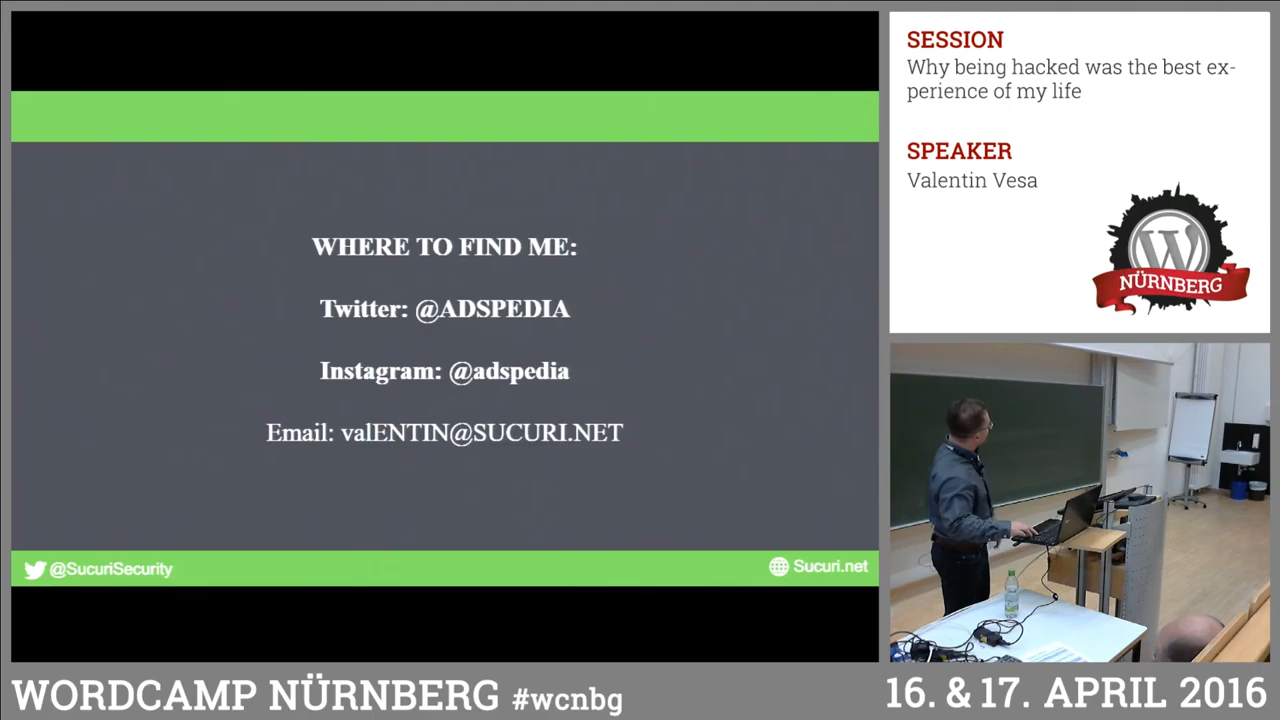 WHERE TO FIND ME:
Twitter: @ADSPEDIA
Instagram: @adspedia
Email: valENTIN@SUCURI.NET
@SucuriSecurity
Sucuri.net
SESSION
Why being hacked was the best ex-
perience of my life
SPEAKER
Valentin Vesa
W
NÜRNBERG
WORDCAMP NÜRNBERG #wcnbg
16. & 17. APRIL 2016